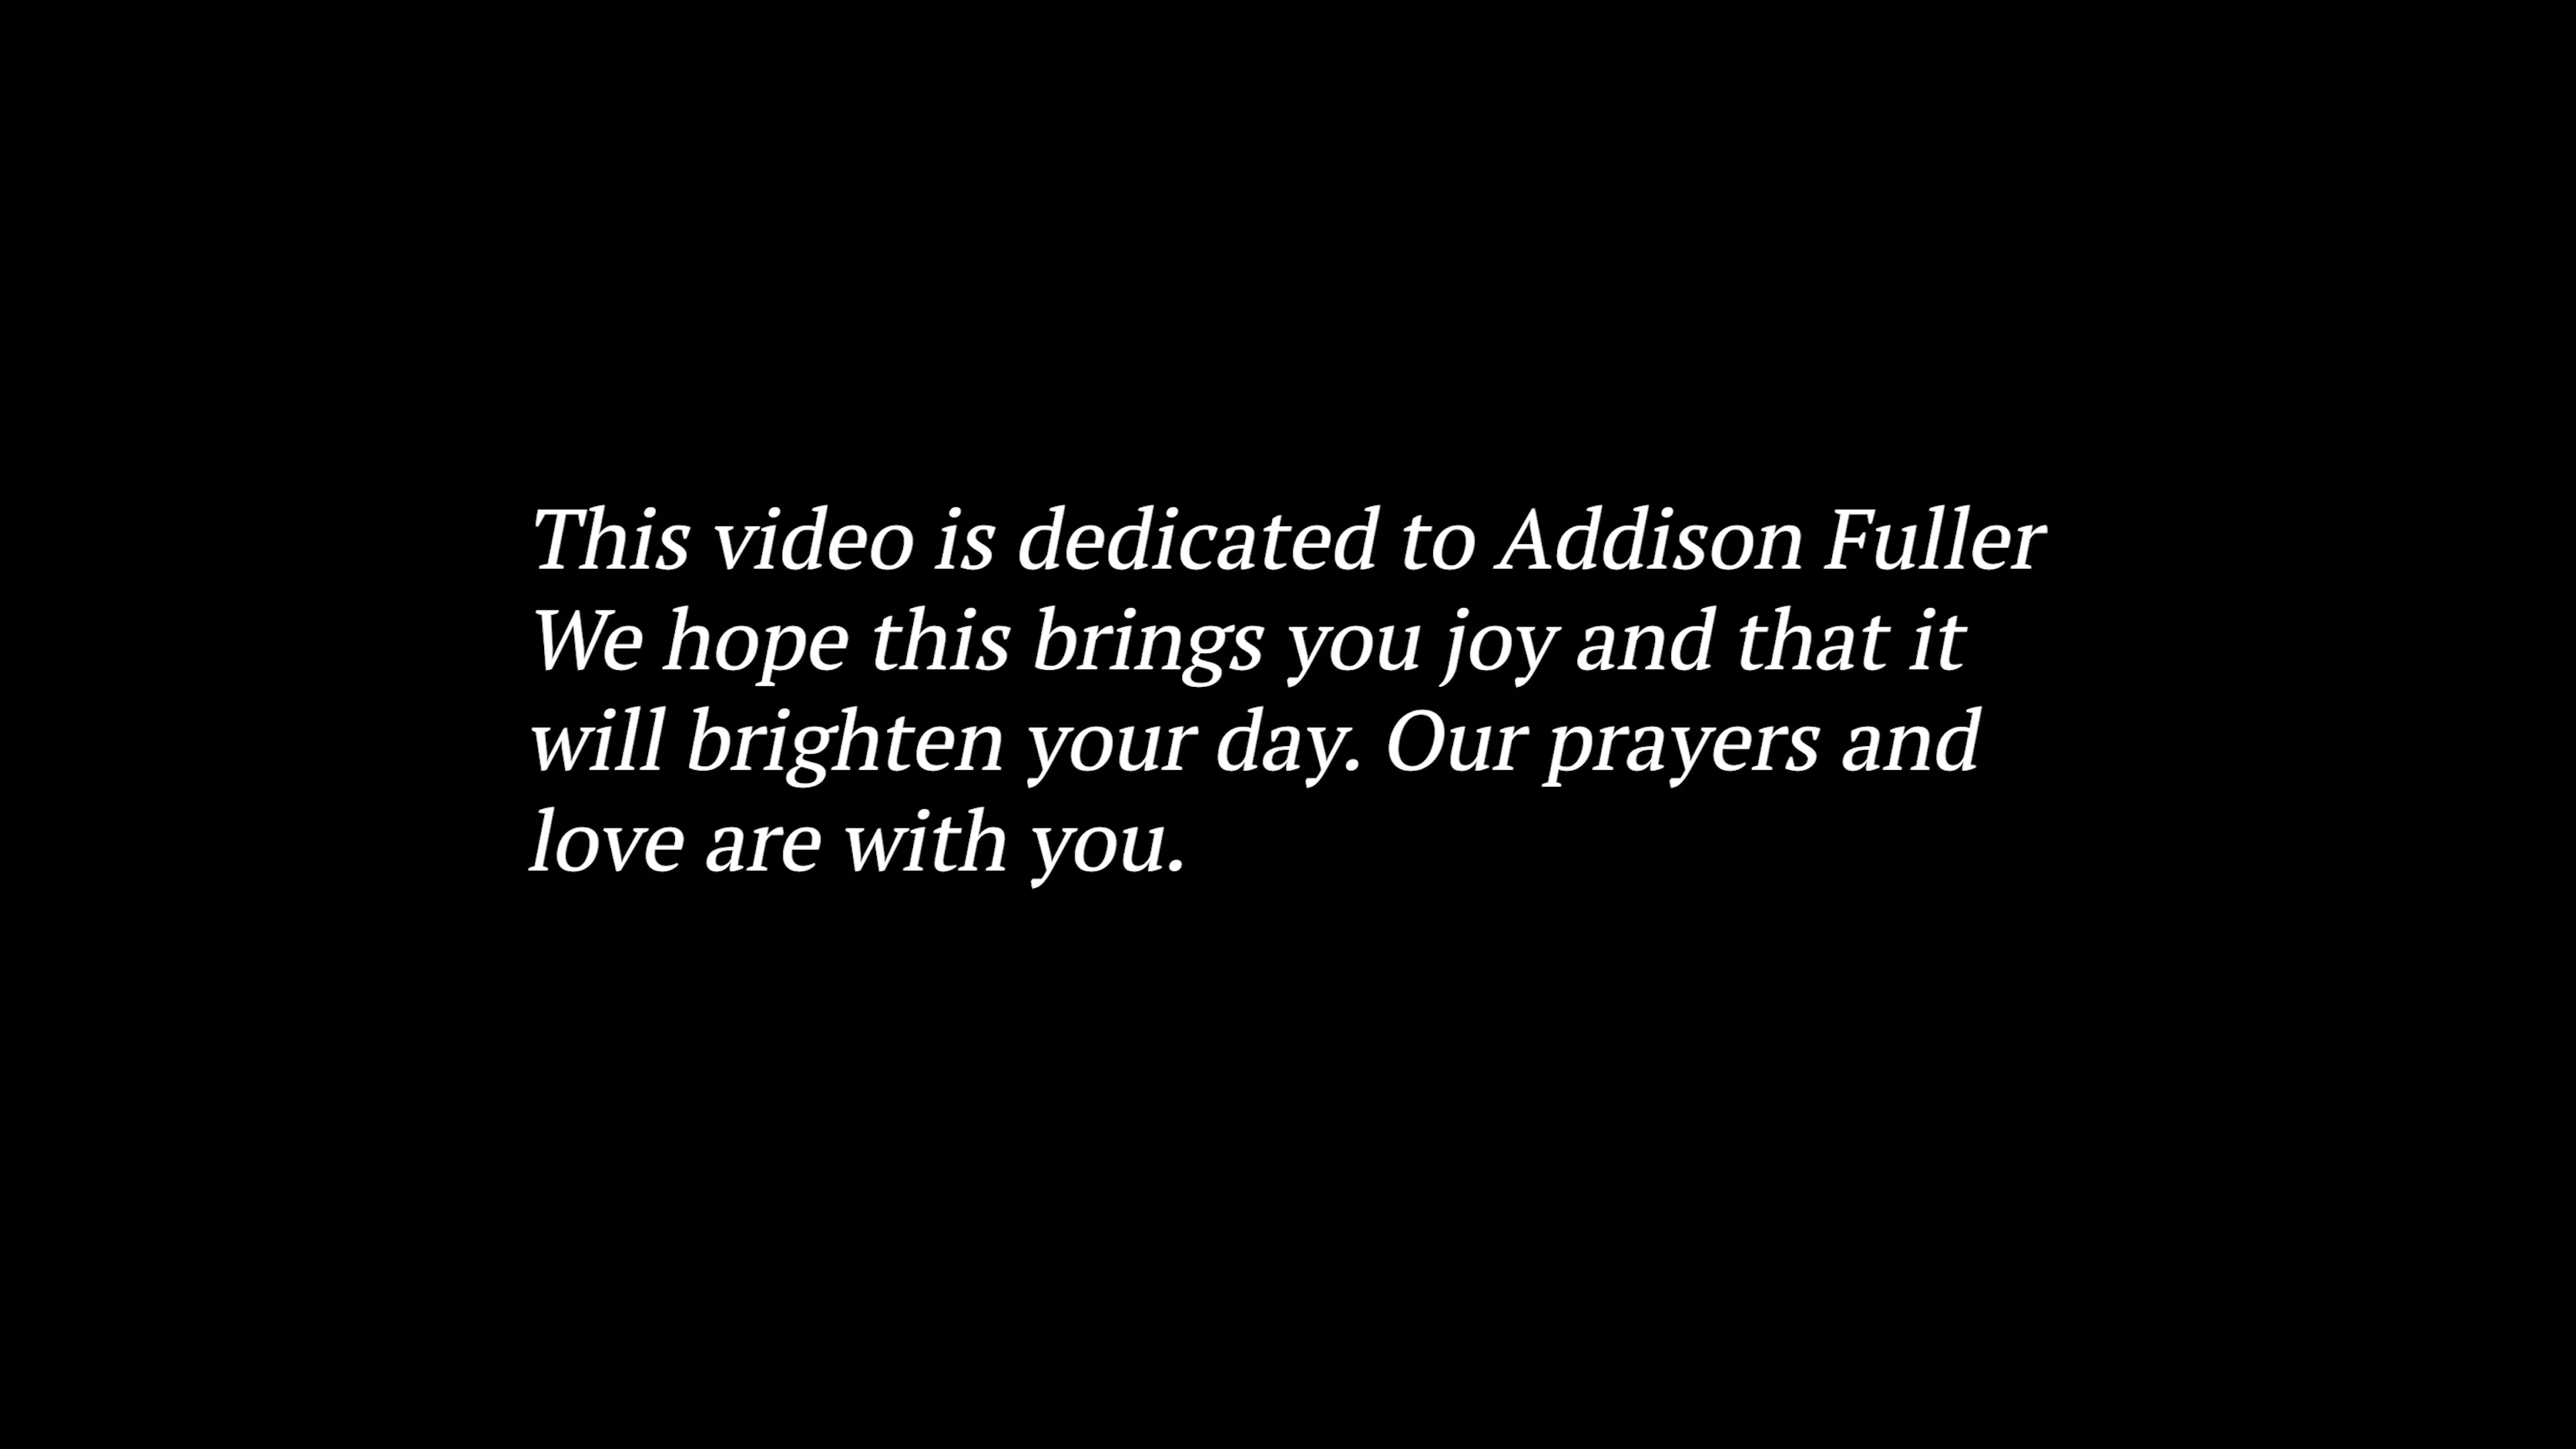 This video is dedicated to Addison Fuller
We hope this brings you joy and that it
will brighten your day. Our prayers and
love are with you.